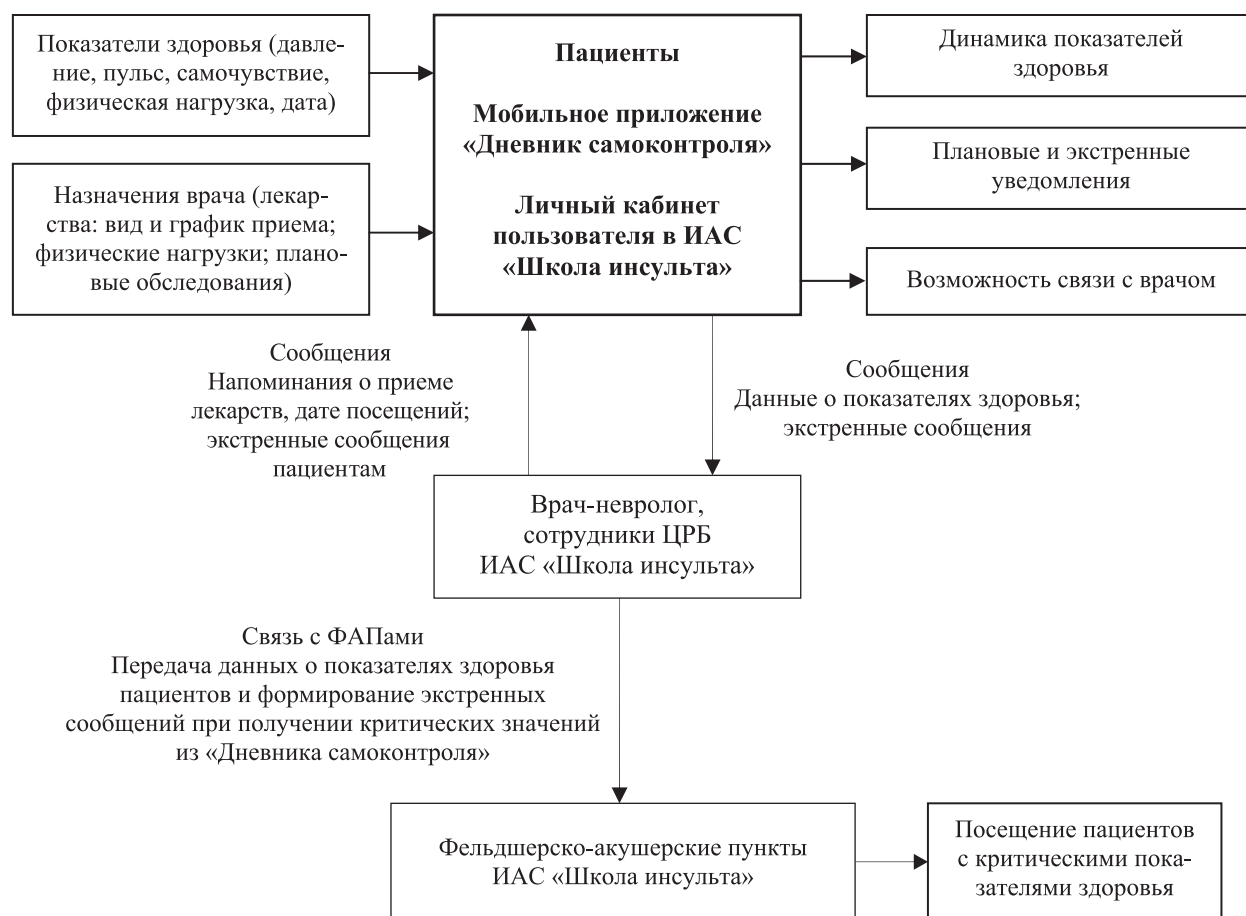 Показатели здоровья (давле-
ние, пульс, самочувствие,
физическая нагрузка, дата)
Назначения врача (лекар-
ства: вид и график приема;
физические нагрузки; плано-
вые обследования)
Пациенты
Мобильное приложение
«Дневник самоконтроля»
Личный кабинет
пользователя в ИАС
«Школа инсульта»
Динамика показателей
здоровья
Плановые и экстренные
уведомления
Возможность связи с врачом
Сообщения
Напоминания о приеме
лекарств, дате посещений;
экстренные сообщения
пациентам
Сообщения
Данные о показателях здоровья;
экстренные сообщения
Врач-невролог,
сотрудники ЦРБ
ИАС «Школа инсульта»
Связь с ФАПами
Передача данных о показателях здоровья
пациентов и формирование экстренных
сообщений при получении критических значений
из «Дневника самоконтроля»
Фельдшерско-акушерские пункты
ИАС «Школа инсульта»
Посещение пациентов
с критическими пока-
зателями здоровья